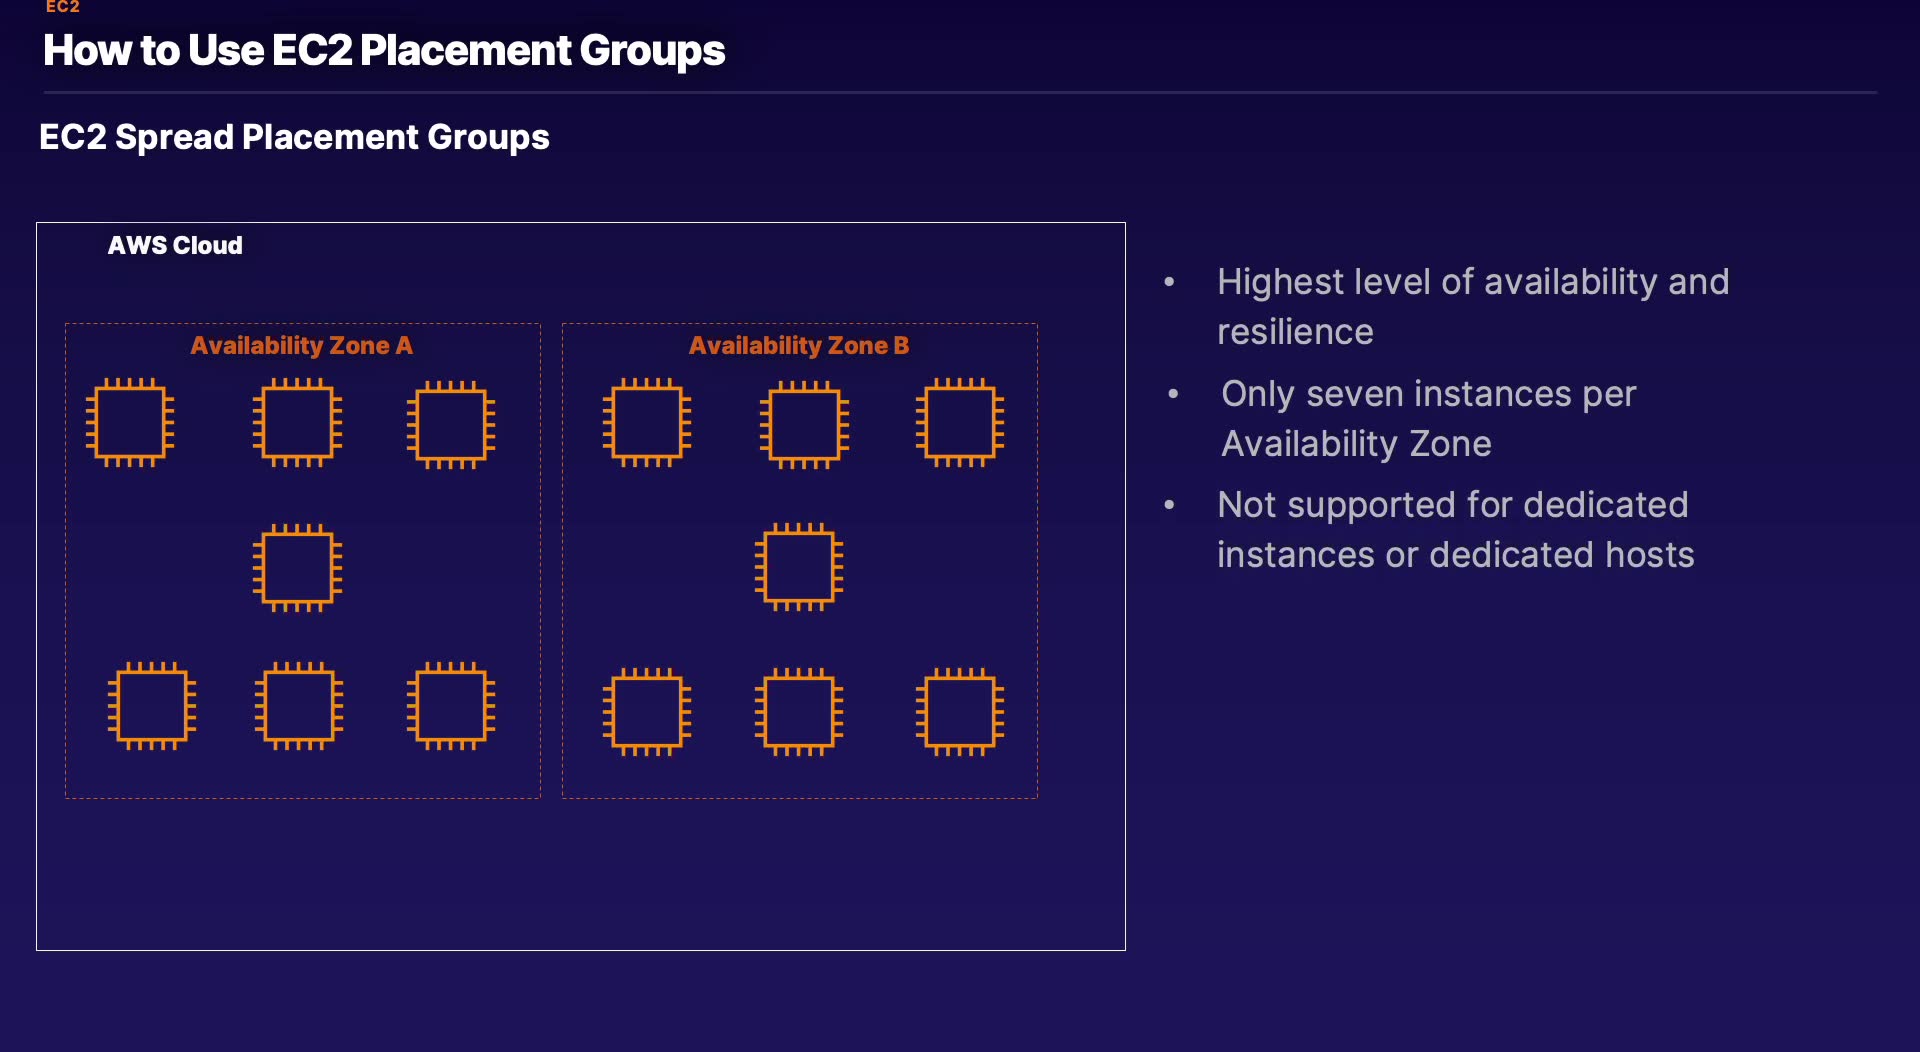 EC2
How to Use EC2 Placement Groups
EC2 Spread Placement Groups
AWS Cloud
Availability Zone A
Availability Zone B
• Highest level of availability and
resilience
• Only seven instances per
Availability Zone
• Not supported for dedicated
instances or dedicated hosts